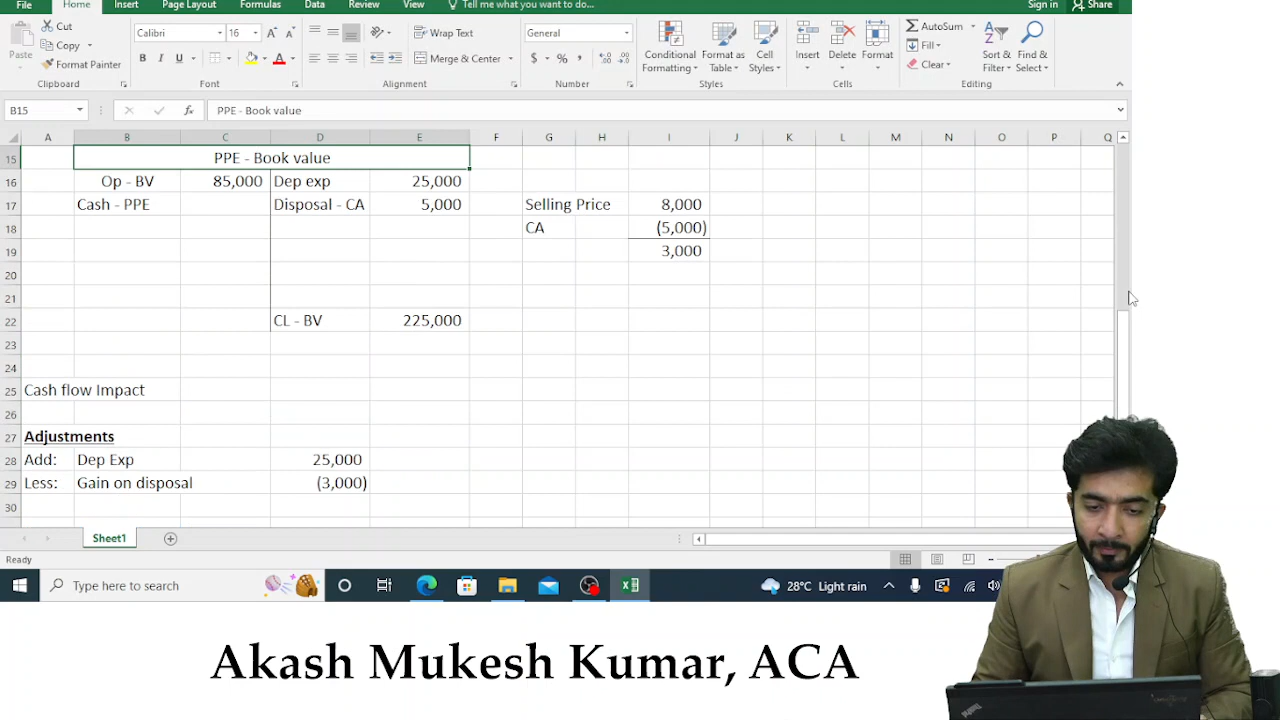 File Home Insert Page Layout Formulas Data Review View Tell me what you want to do... Sign in Share
Cut
Copy
Format Painter
Paste
Calibri 16
A A
B I U
A
Wrap Text
Merge & Center
General
$ % ,
Conditional Formatting
Format as Table
Cell Styles
Insert Delete Format
AutoSum
Fill
Clear
Sort & Filter
Find & Select
Clipboard Font Alignment Number Styles Cells Editing
B15 fx PPE - Book value
A B C D E F G H I J K L M N O P Q
15 PPE - Book value
16 Op - BV 85,000 Dep exp 25,000
17 Cash - PPE Disposal - CA 5,000 Selling Price 8,000
18 CA (5,000)
19 3,000
20
21
22 CL - BV 225,000
23
24
25 Cash flow Impact
26
27 Adjustments
28 Add: Dep Exp 25,000
29 Less: Gain on disposal (3,000)
30
Sheet1
Ready
Type here to search
28°C Light rain
Akash Mukesh Kumar, ACA
ThinkPad